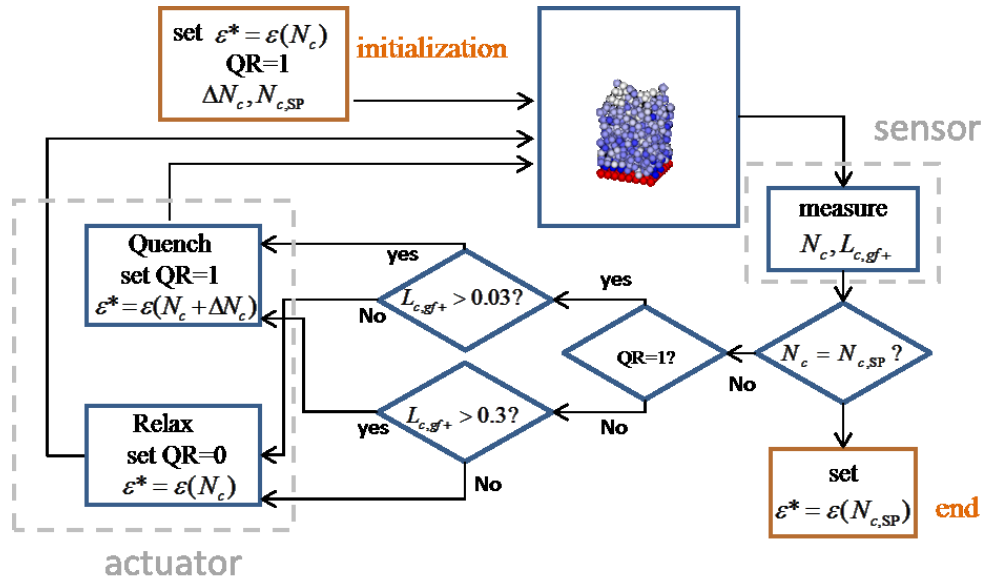 set ε* = ε(N_c)
QR=1
ΔN_c, N_c,SP
initialization
sensor
measure
N_c, L_c,gf+
Quench
set QR=1
ε* = ε(N_c + ΔN_c)
yes
L_c,gf+ > 0.03?
No
yes
QR=1?
No
N_c = N_c,SP ?
No
L_c,gf+ > 0.3?
yes
No
Relax
set QR=0
ε* = ε(N_c)
set
ε* = ε(N_c,SP)
end
actuator